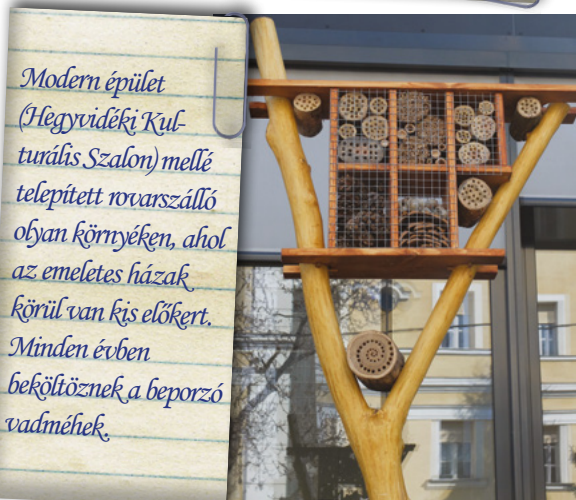 Modern épület
(Hegyvidéki Kul-
turális Szalon) mellé
telepített rovarszálló
olyan környéken, ahol
az emeletes házak
körül van kis előkert.
Minden évben
beköltöznek a beporzó
vadméhek.